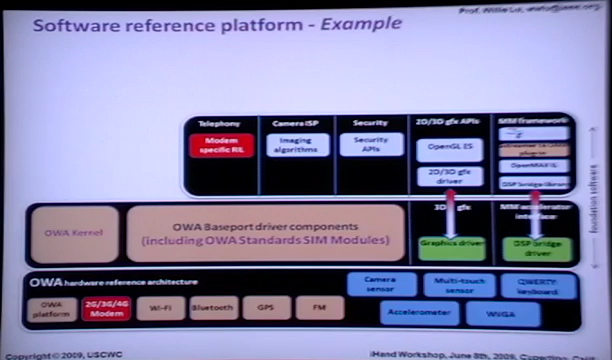 Prof. Willie Lu,
Software reference platform - Example
Telephony
Modem
specific RIL
Camera ISP
Imaging
algorithms
Security
Security
APIs
2D/3D gfx APIs
OpenGL ES
2D/3D gfx
driver
MM framework
OpenMAX IL
DSP bridge library
OWA Kernel
OWA Baseport driver components
(including OWA Standards SIM Modules)
3D gfx
Graphics driver
MM accelerator
interface
DSP bridge
driver
OWA hardware reference architecture
OWA
platform
2G/3G/4G
Modem
Wi-Fi
Bluetooth
GPS
FM
Camera
sensor
Multi-touch
sensor
QWERTY
keyboard
Accelerometer
WVGA
Copyright © 2009, USCWC
iHand Workshop, June 8th, 2009, Cupertino,